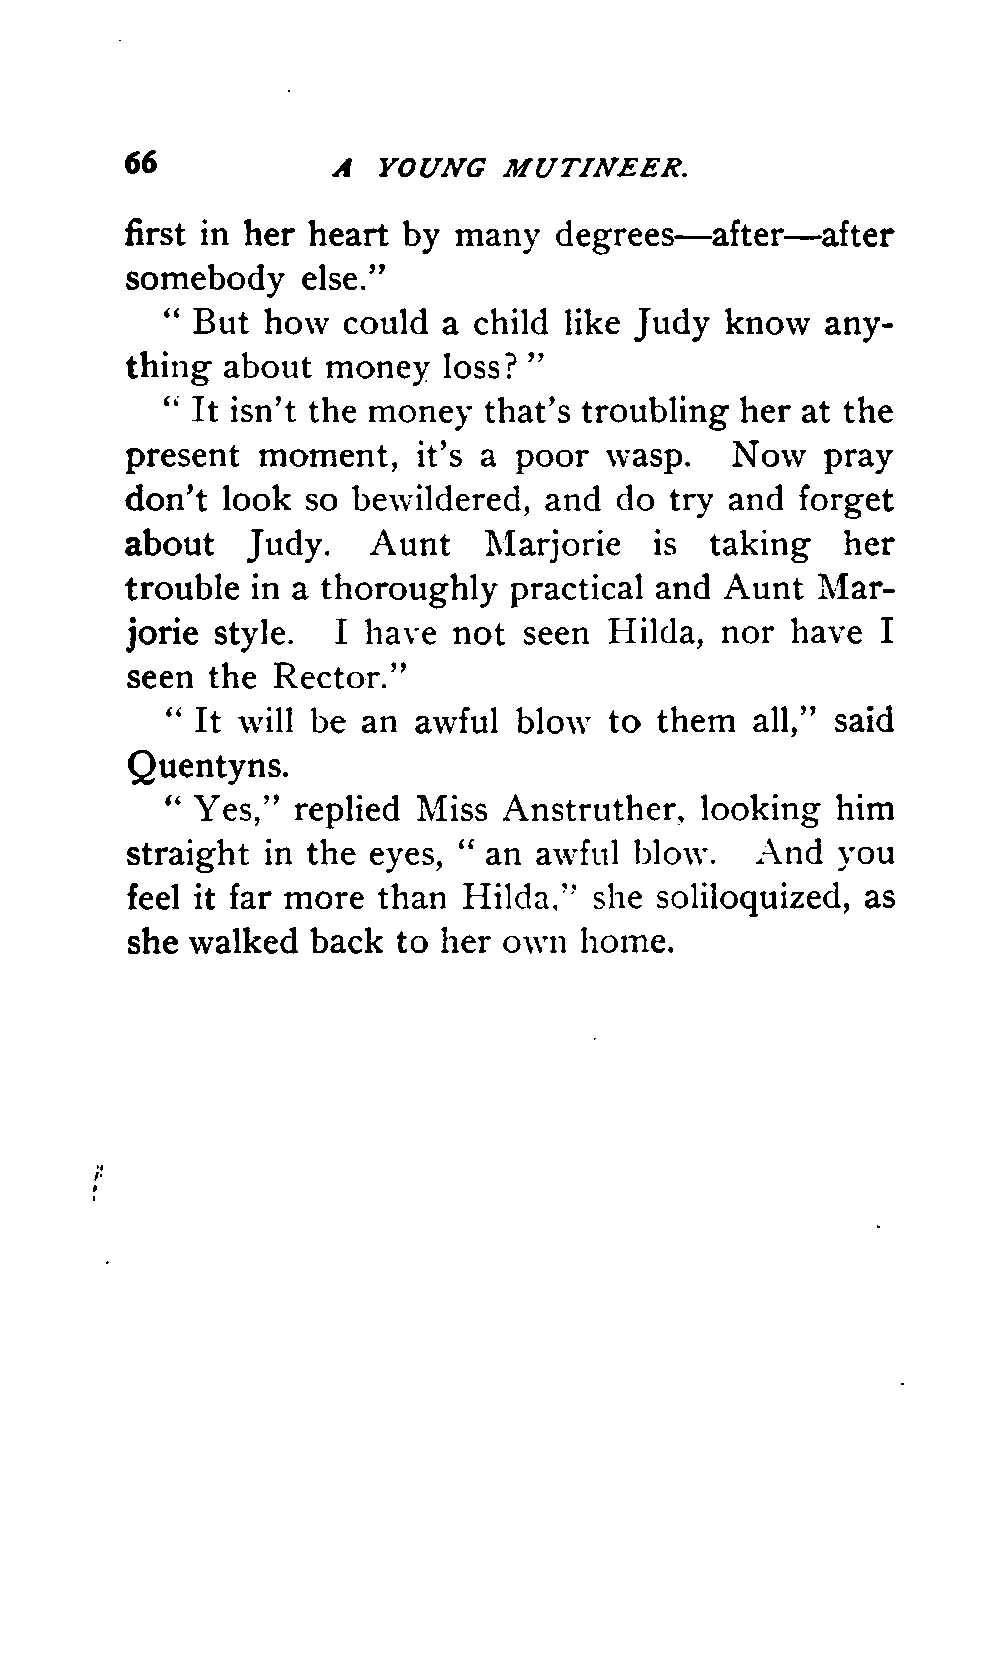 66 A YOUNG MUTINEER.
first in her heart by many degrees—after—after
somebody else."
" But how could a child like Judy know any-
thing about money loss? "
" It isn't the money that's troubling her at the
present moment, it's a poor wasp. Now pray
don't look so bewildered, and do try and forget
about Judy. Aunt Marjorie is taking her
trouble in a thoroughly practical and Aunt Mar-
jorie style. I have not seen Hilda, nor have I
seen the Rector."
" It will be an awful blow to them all," said
Quentyns.
" Yes," replied Miss Anstruther, looking him
straight in the eyes, " an awful blow. And you
feel it far more than Hilda," she soliloquized, as
she walked back to her own home.